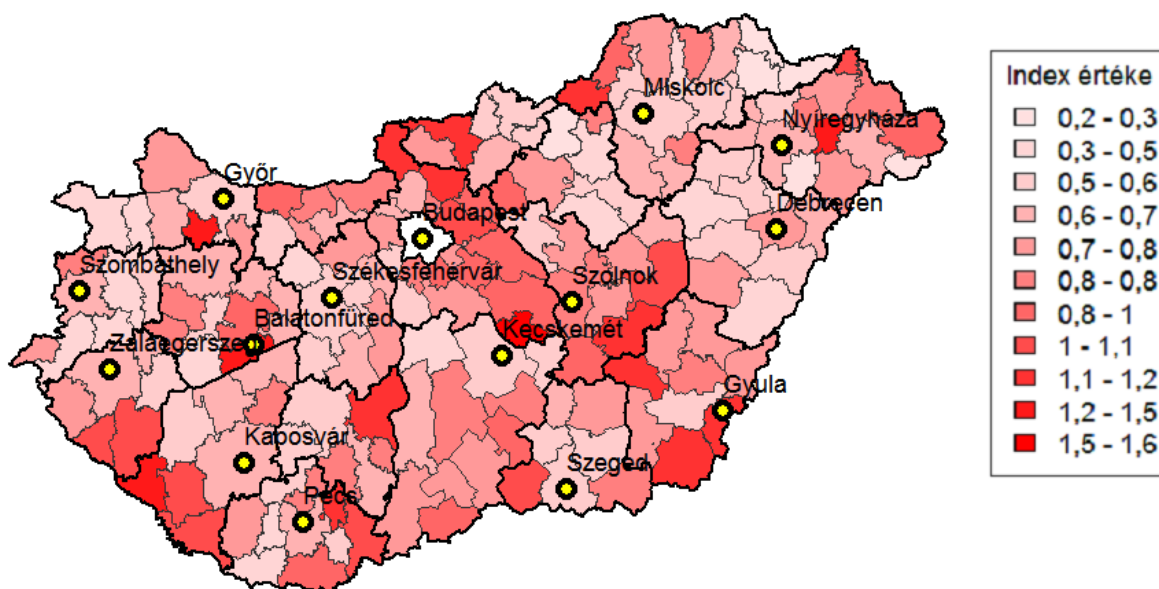 Miskolc
Nyíregyháza
Győr
Debrecen
Budapest
Szombathely
Székesfehérvár
Szolnok
Balatonfüred
Kecskemét
Zalaegerszeg
Gyula
Kaposvár
Szeged
Pécs
Index értéke
0,2 - 0,3
0,3 - 0,5
0,5 - 0,6
0,6 - 0,7
0,7 - 0,8
0,8 - 0,8
0,8 - 1
1 - 1,1
1,1 - 1,2
1,2 - 1,5
1,5 - 1,6